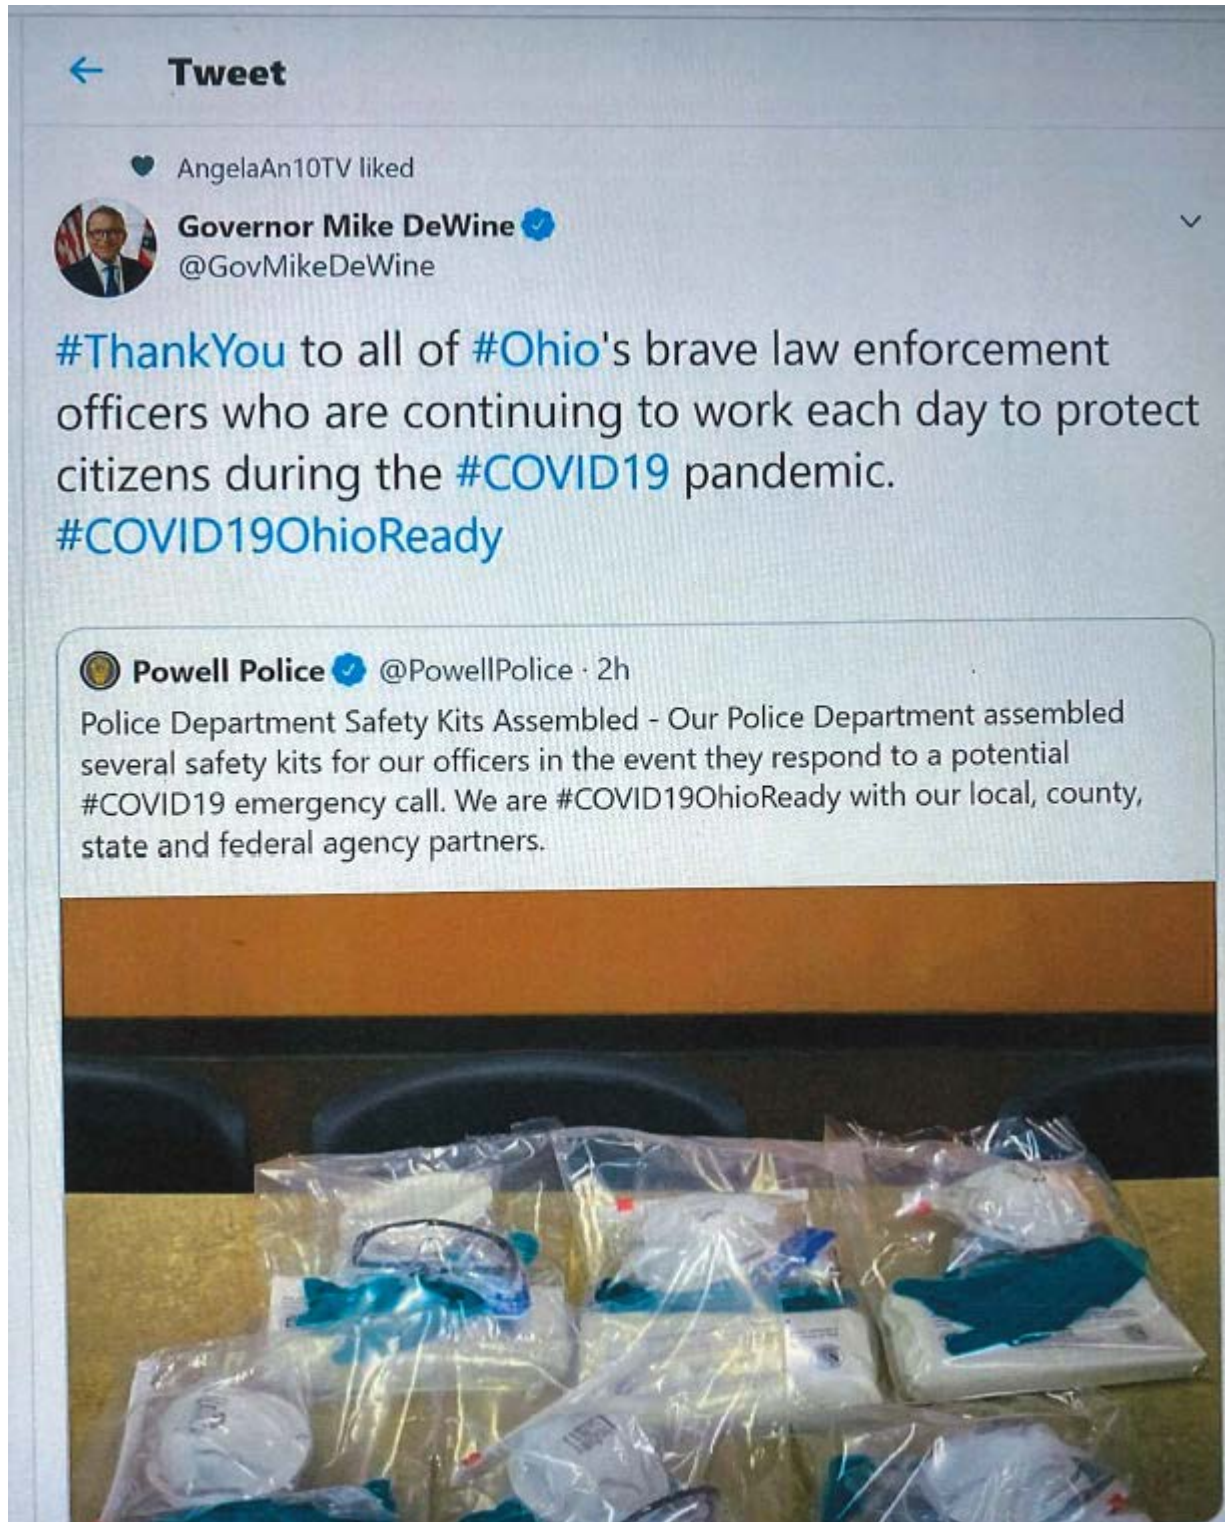 ← Tweet
AngelaAn10TV liked
Governor Mike DeWine
@GovMikeDeWine
#ThankYou to all of #Ohio's brave law enforcement
officers who are continuing to work each day to protect
citizens during the #COVID19 pandemic.
#COVID19OhioReady
Powell Police @PowellPolice · 2h
Police Department Safety Kits Assembled - Our Police Department assembled
several safety kits for our officers in the event they respond to a potential
#COVID19 emergency call. We are #COVID19OhioReady with our local, county,
state and federal agency partners.